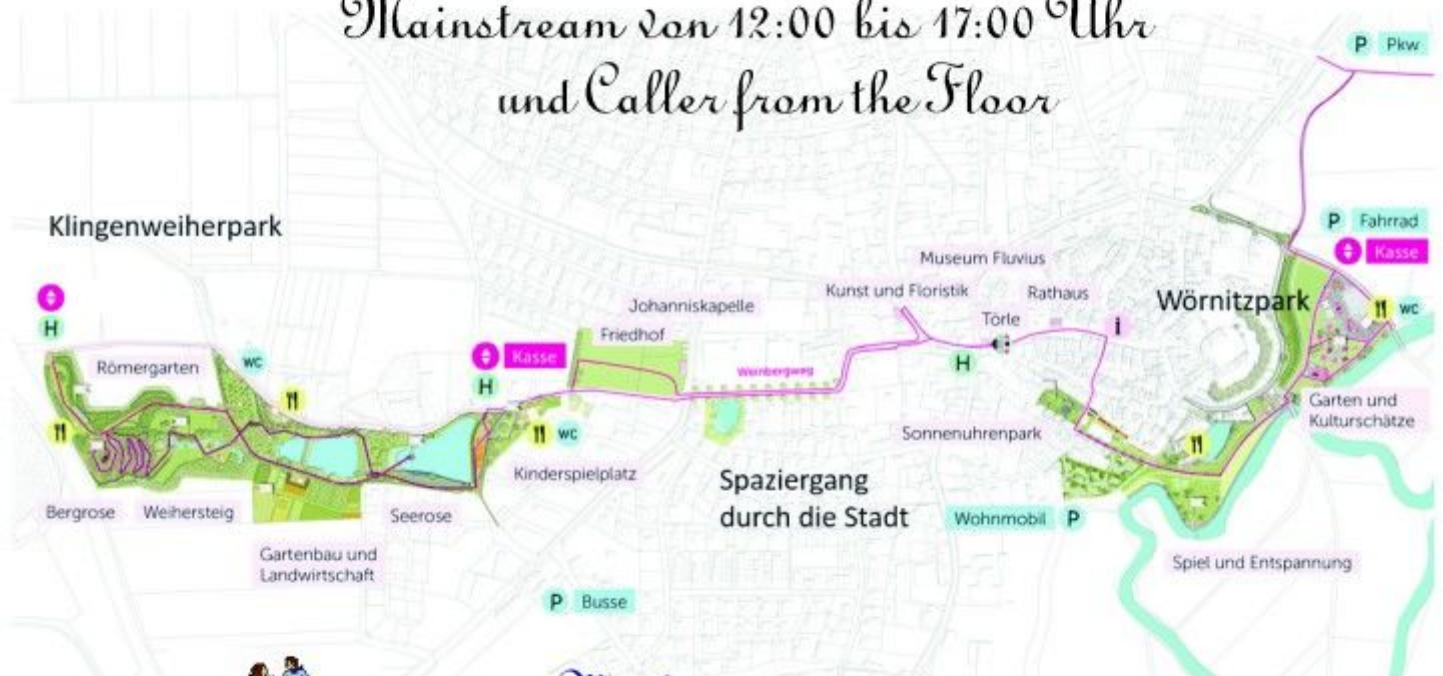 Mainstream von 12:00 bis 17:00 Uhr
und Caller from the Floor
P Pkw
P Fahrrad
Kasse
Klingenweiherpark
Museum Fluvius
Kunst und Floristik
Rathaus
Wörnitzpark
Johanniskapelle
Törle
i
WC
H
Friedhof
Kasse
WC
H
Römergarten
H
Weinbergweg
Garten und
Kulturschätze
Sonnenuhrenpark
WC
Kinderspielplatz
Spaziergang
durch die Stadt
Bergrose
Weihersteig
Seerose
Wohnmobil P
Gartenbau und
Landwirtschaft
Spiel und Entspannung
P Busse